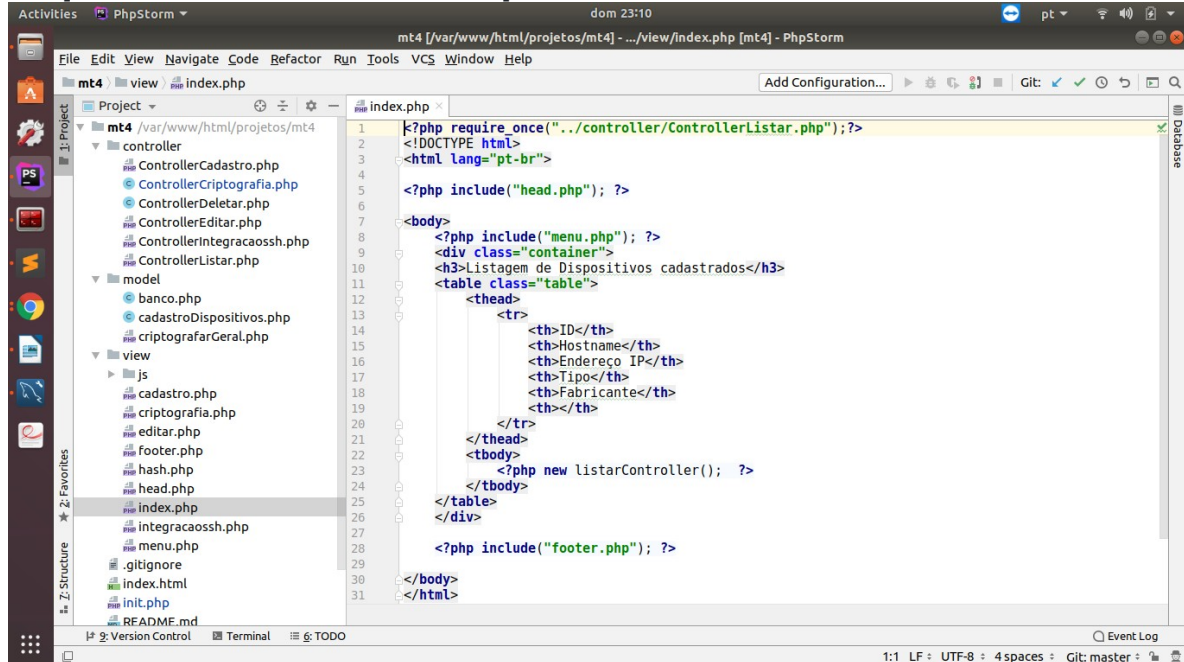 Activities PhpStorm dom 23:10 pt
mt4 [/var/www/html/projetos/mt4] - .../view/index.php [mt4] - PhpStorm
File Edit View Navigate Code Refactor Run Tools VCS Window Help
mt4 view index.php Add Configuration... Git:
Project index.php
1: Project
Database
2: Favorites
7: Structure
mt4 /var/www/html/projetos/mt4
controller
ControllerCadastro.php
ControllerCriptografia.php
ControllerDeletar.php
ControllerEditar.php
ControllerIntegracaossh.php
ControllerListar.php
model
banco.php
cadastroDispositivos.php
criptografarGeral.php
view
js
cadastro.php
criptografia.php
editar.php
footer.php
hash.php
head.php
index.php
integracaossh.php
menu.php
.gitignore
index.html
init.php
README.md
1 <?php require_once("../controller/ControllerListar.php");?>
2 <!DOCTYPE html>
3 <html lang="pt-br">
4
5 <?php include("head.php"); ?>
6
7 <body>
8 <?php include("menu.php"); ?>
9 <div class="container">
10 <h3>Listagem de Dispositivos cadastrados</h3>
11 <table class="table">
12 <thead>
13 <tr>
14 <th>ID</th>
15 <th>Hostname</th>
16 <th>Endereço IP</th>
17 <th>Tipo</th>
18 <th>Fabricante</th>
19 <th></th>
20 </tr>
21 </thead>
22 <tbody>
23 <?php new listarController(); ?>
24 </tbody>
25 </table>
26 </div>
27
28 <?php include("footer.php"); ?>
29
30 </body>
31 </html>
9: Version Control Terminal 6: TODO Event Log
1:1 LF UTF-8 4 spaces Git: master